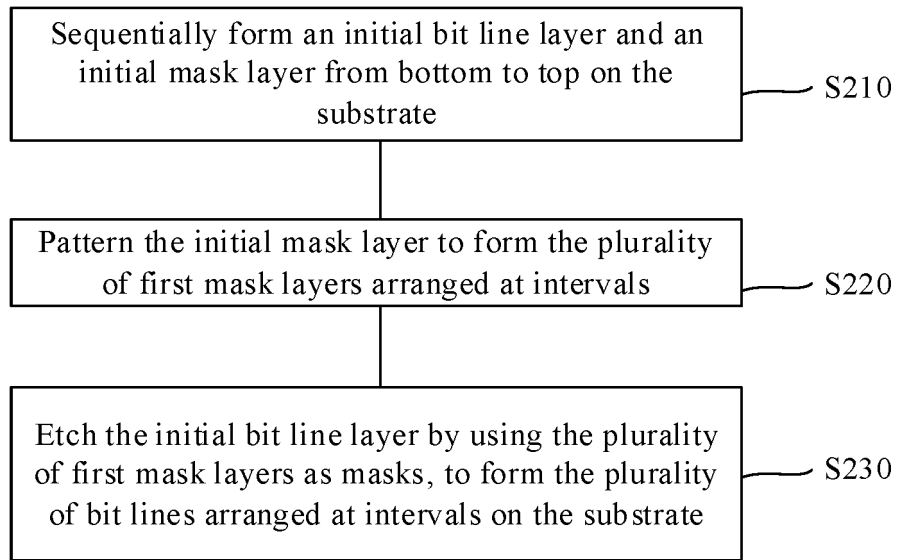 Sequentially form an initial bit line layer and an
initial mask layer from bottom to top on the
substrate
S210
Pattern the initial mask layer to form the plurality
of first mask layers arranged at intervals
S220
Etch the initial bit line layer by using the plurality
of first mask layers as masks, to form the plurality
of bit lines arranged at intervals on the substrate
S230